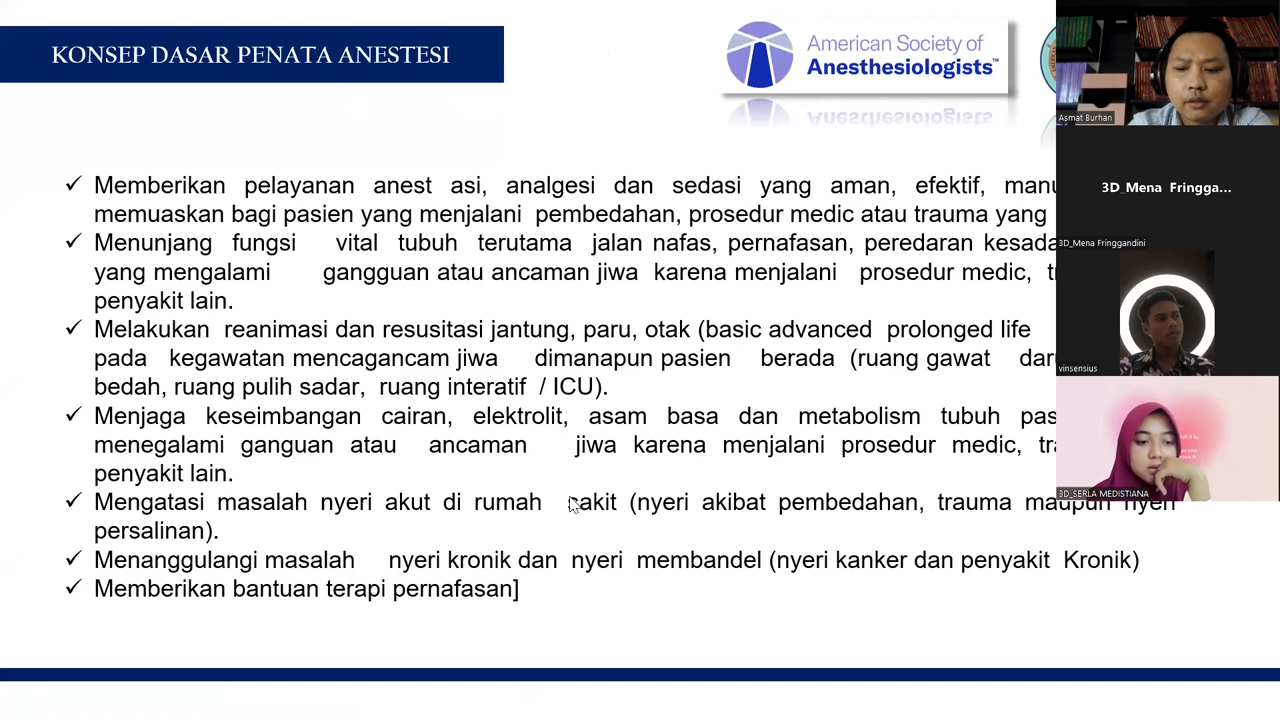 KONSEP DASAR PENATA ANESTESI
American Society of
Anesthesiologists™
Memberikan pelayanan anest asi, analgesi dan sedasi yang aman, efektif,
memuaskan bagi pasien yang menjalani pembedahan, prosedur medic atau trauma yang
Menunjang fungsi vital tubuh terutama jalan nafas, pernafasan, peredaran
yang mengalami gangguan atau ancaman jiwa karena menjalani prosedur medic,
penyakit lain.
Melakukan reanimasi dan resusitasi jantung, paru, otak (basic advanced prolonged life
pada kegawatan mencagancam jiwa dimanapun pasien berada (ruang gawat
bedah, ruang pulih sadar, ruang interatif / ICU).
Menjaga keseimbangan cairan, elektrolit, asam basa dan metabolism tubuh
menegalami ganguan atau ancaman jiwa karena menjalani prosedur medic,
penyakit lain.
Mengatasi masalah nyeri akut di rumah sakit (nyeri akibat pembedahan, trauma maupun nyeri
persalinan).
Menanggulangi masalah nyeri kronik dan nyeri membandel (nyeri kanker dan penyakit Kronik)
Memberikan bantuan terapi pernafasan]
Asmat Burhan
3D_Mena Fringga...
3D_Mena Fringgandini
vinsensius
3D_SERLA MEDISTIANA